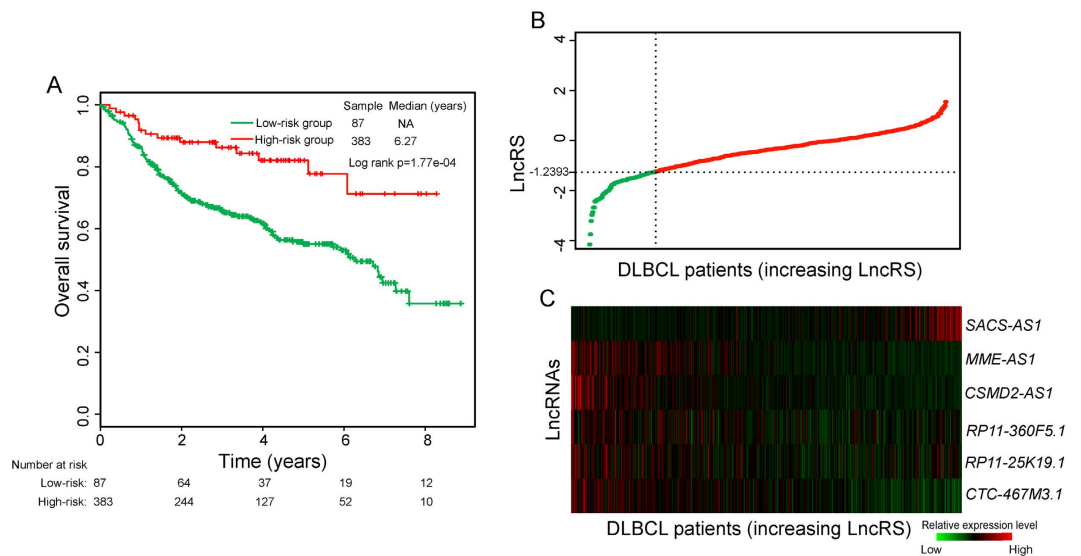 A
Overall survival
1.0
0.8
0.6
0.4
0.2
0.0
Sample Median (years)
Low-risk group 87 NA
High-risk group 383 6.27
Log rank p=1.77e-04
0 2 4 6 8
Time (years)
Number at risk
Low-risk: 87 64 37 19 12
High-risk: 383 244 127 52 10
B
LncRS
4
2
0
-1.2393
-2
-4
DLBCL patients (increasing LncRS)
C
LncRNAs
SACS-AS1
MME-AS1
CSMD2-AS1
RP11-360F5.1
RP11-25K19.1
CTC-467M3.1
DLBCL patients (increasing LncRS)
Relative expression level
Low High